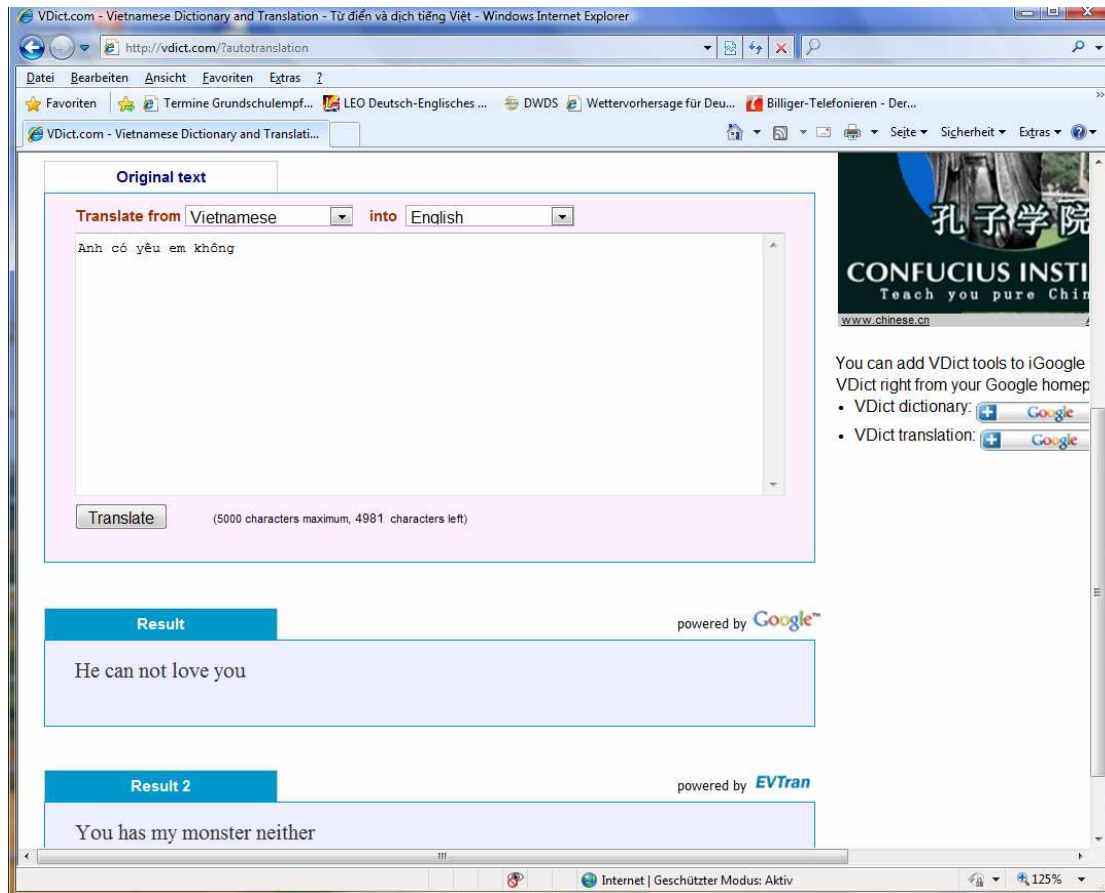 VDict.com - Vietnamese Dictionary and Translation - Từ điển và dịch tiếng Việt - Windows Internet Explorer
http://vdict.com/?autotranslation
Datei Bearbeiten Ansicht Favoriten Extras ?
Favoriten Termine Grundschulempf... LEO Deutsch-Englisches ... DWDS Wettervorhersage für Deu... Billiger-Telefonieren - Der...
VDict.com - Vietnamese Dictionary and Translati... Seite Sicherheit Extras
Original text
Translate from Vietnamese into English
Anh có yêu em không
Translate (5000 characters maximum, 4981 characters left)
孔子学院
CONFUCIUS INSTI
Teach you pure Chin
www.chinese.cn
You can add VDict tools to iGoogle
VDict right from your Google homep
• VDict dictionary: Google
• VDict translation: Google
Result powered by Google™
He can not love you
Result 2 powered by EVTran
You has my monster neither
Internet | Geschützter Modus: Aktiv 125%